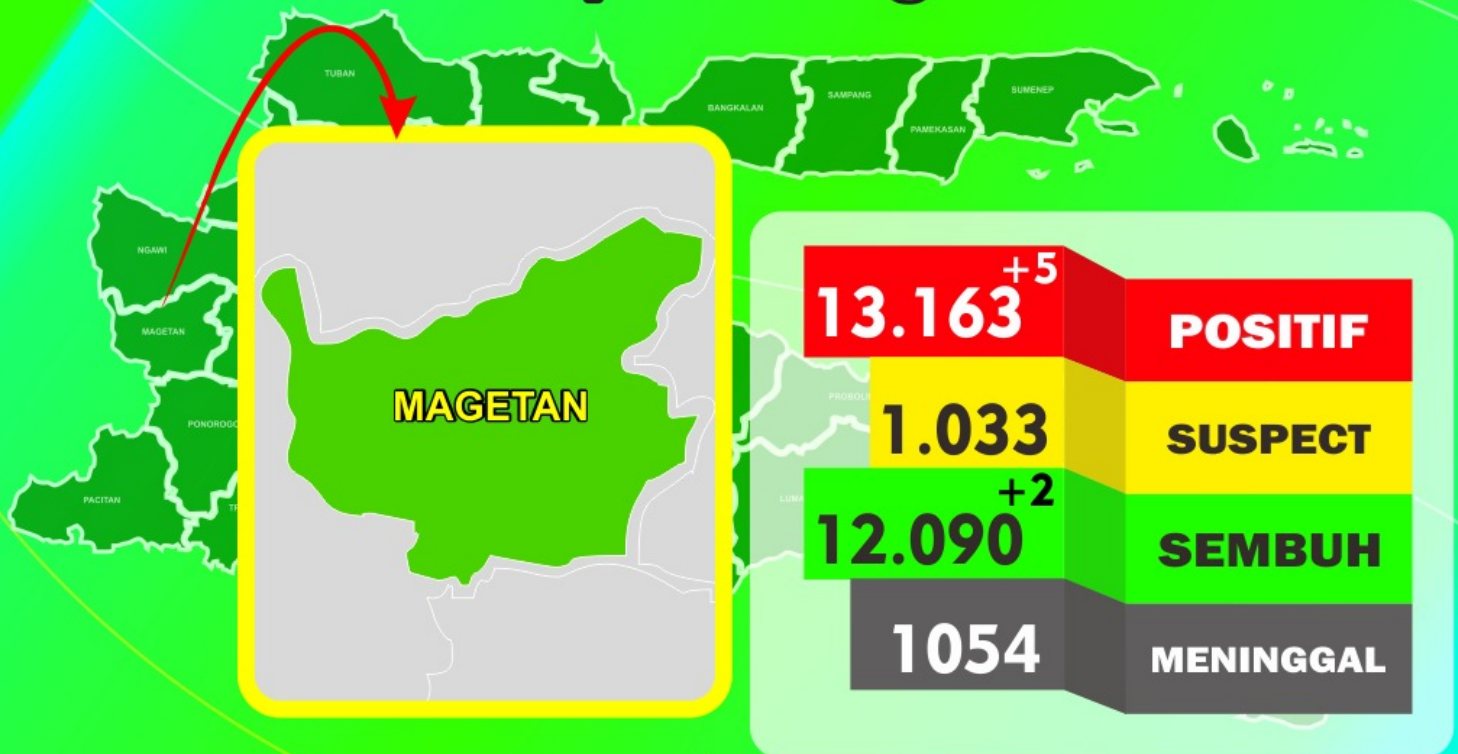 TUBAN
BANGKALAN
SAMPANG
PAMEKASAN
SUMENEP
NGAWI
MAGETAN
PACITAN
MAGETAN
+5
13.163
POSITIF
1.033
SUSPECT
+2
12.090
SEMBUH
1054
MENINGGAL